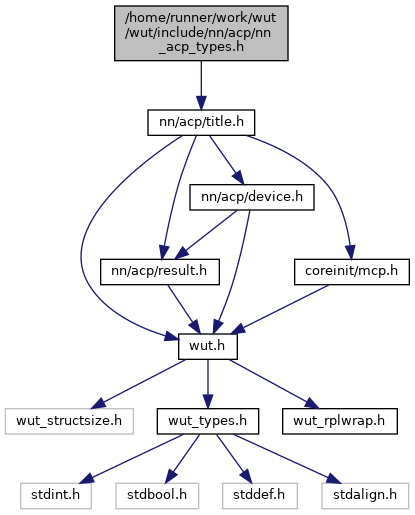 /home/runner/work/wut
/wut/include/nn/acp/nn
_acp_types.h
nn/acp/title.h
nn/acp/device.h
nn/acp/result.h
coreinit/mcp.h
wut.h
wut_structsize.h
wut_types.h
wut_rplwrap.h
stdint.h
stdbool.h
stddef.h
stdalign.h